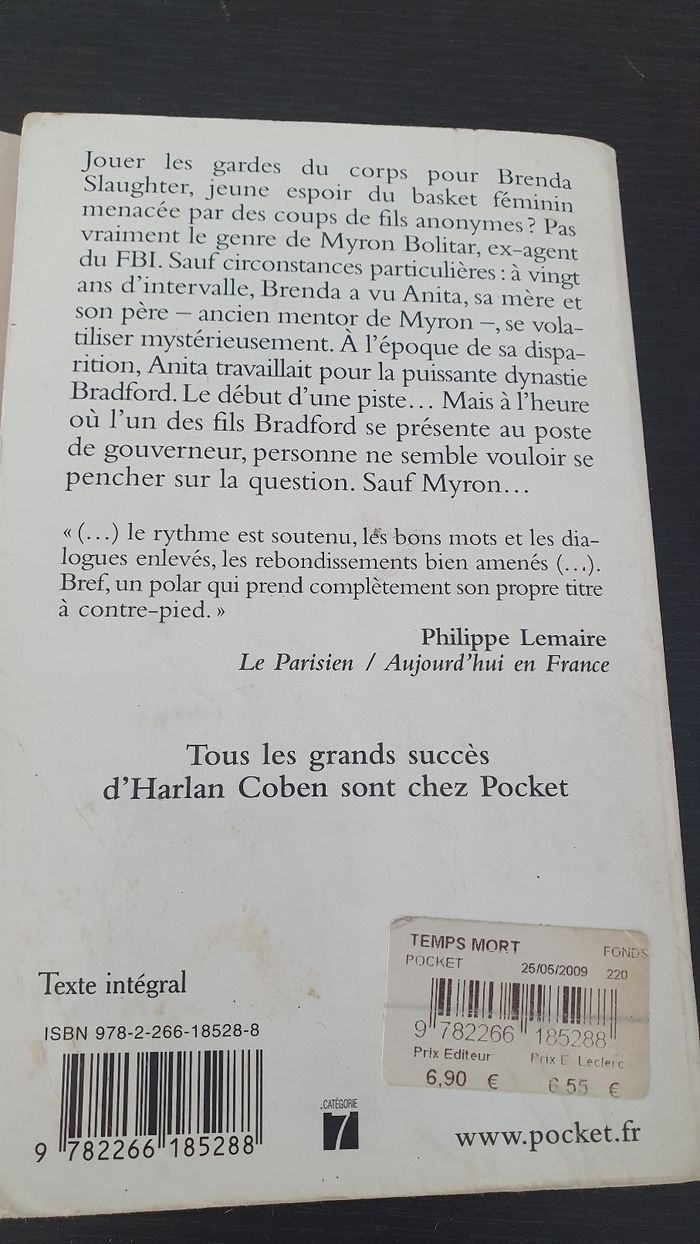 Jouer les gardes du corps pour Brenda
Slaughter, jeune espoir du basket féminin
menacée par des coups de fils anonymes ? Pas
vraiment le genre de Myron Bolitar, ex-agent
du FBI. Sauf circonstances particulières : à vingt
ans d'intervalle, Brenda a vu Anita, sa mère et
son père – ancien mentor de Myron –, se vola-
tiliser mystérieusement. À l'époque de sa dispa-
rition, Anita travaillait pour la puissante dynastie
Bradford. Le début d'une piste… Mais à l'heure
où l'un des fils Bradford se présente au poste
de gouverneur, personne ne semble vouloir se
pencher sur la question. Sauf Myron…
« (…) le rythme est soutenu, les bons mots et les dia-
logues enlevés, les rebondissements bien amenés (…).
Bref, un polar qui prend complètement son propre titre
à contre-pied. »
Philippe Lemaire
Le Parisien / Aujourd'hui en France
Tous les grands succès
d'Harlan Coben sont chez Pocket
TEMPS MORT FONDS
POCKET 25/05/2009 220
9 782266 185288
Prix Editeur Prix E Leclerc
6,90 € 6 55 €
Texte intégral
ISBN 978-2-266-18528-8
9 782266 185288
CATÉGORIE
7
www.pocket.fr